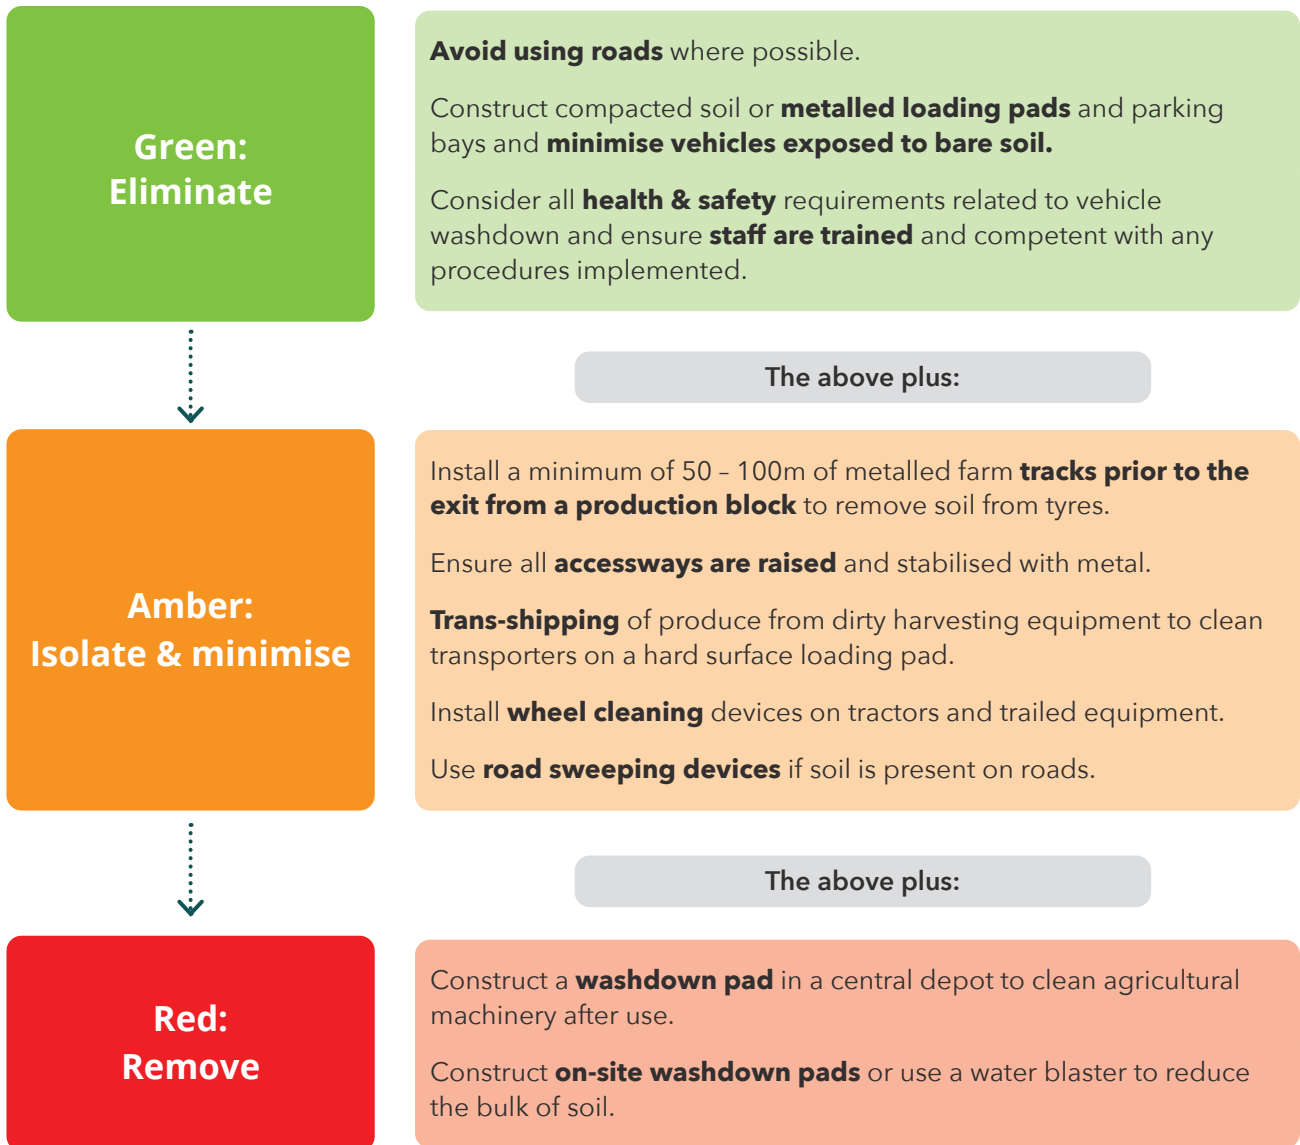 Green:
Eliminate
Avoid using roads where possible.
Construct compacted soil or metalled loading pads and parking
bays and minimise vehicles exposed to bare soil.
Consider all health & safety requirements related to vehicle
washdown and ensure staff are trained and competent with any
procedures implemented.
The above plus:
Amber:
Isolate & minimise
Install a minimum of 50 – 100m of metalled farm tracks prior to the
exit from a production block to remove soil from tyres.
Ensure all accessways are raised and stabilised with metal.
Trans-shipping of produce from dirty harvesting equipment to clean
transporters on a hard surface loading pad.
Install wheel cleaning devices on tractors and trailed equipment.
Use road sweeping devices if soil is present on roads.
The above plus:
Red:
Remove
Construct a washdown pad in a central depot to clean agricultural
machinery after use.
Construct on-site washdown pads or use a water blaster to reduce
the bulk of soil.